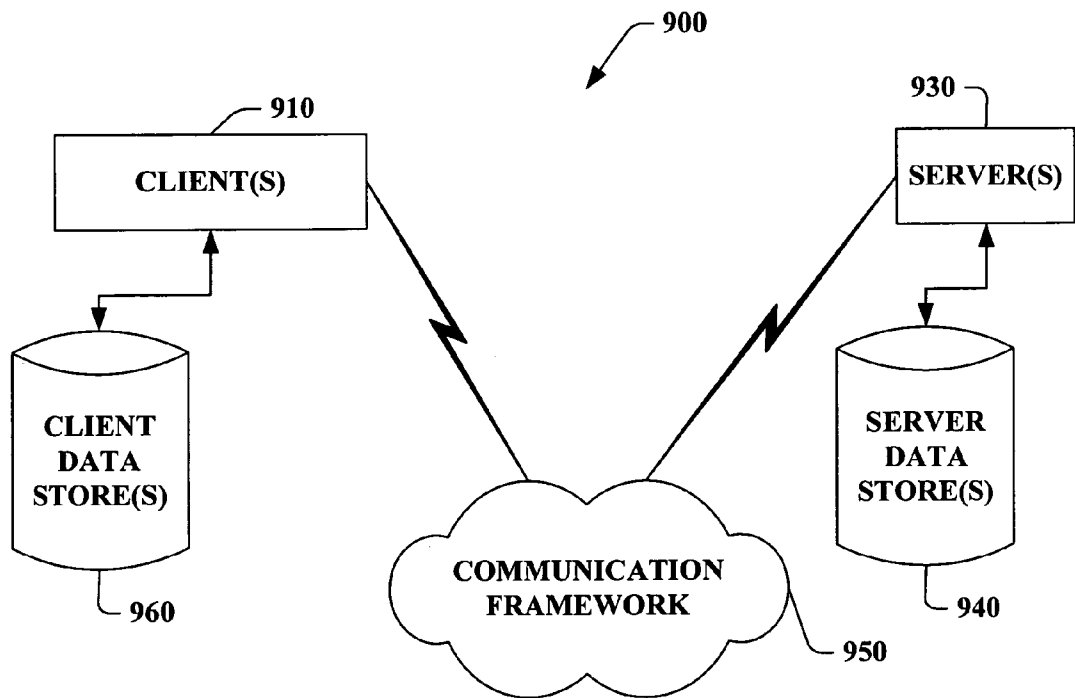 900
910
930
CLIENT(S)
SERVER(S)
CLIENT
DATA
STORE(S)
SERVER
DATA
STORE(S)
COMMUNICATION
FRAMEWORK
960
940
950